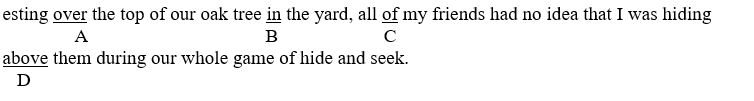 esting over the top of our oak tree in the yard, all of my friends had no idea that I was hiding
A B C
above them during our whole game of hide and seek.
D